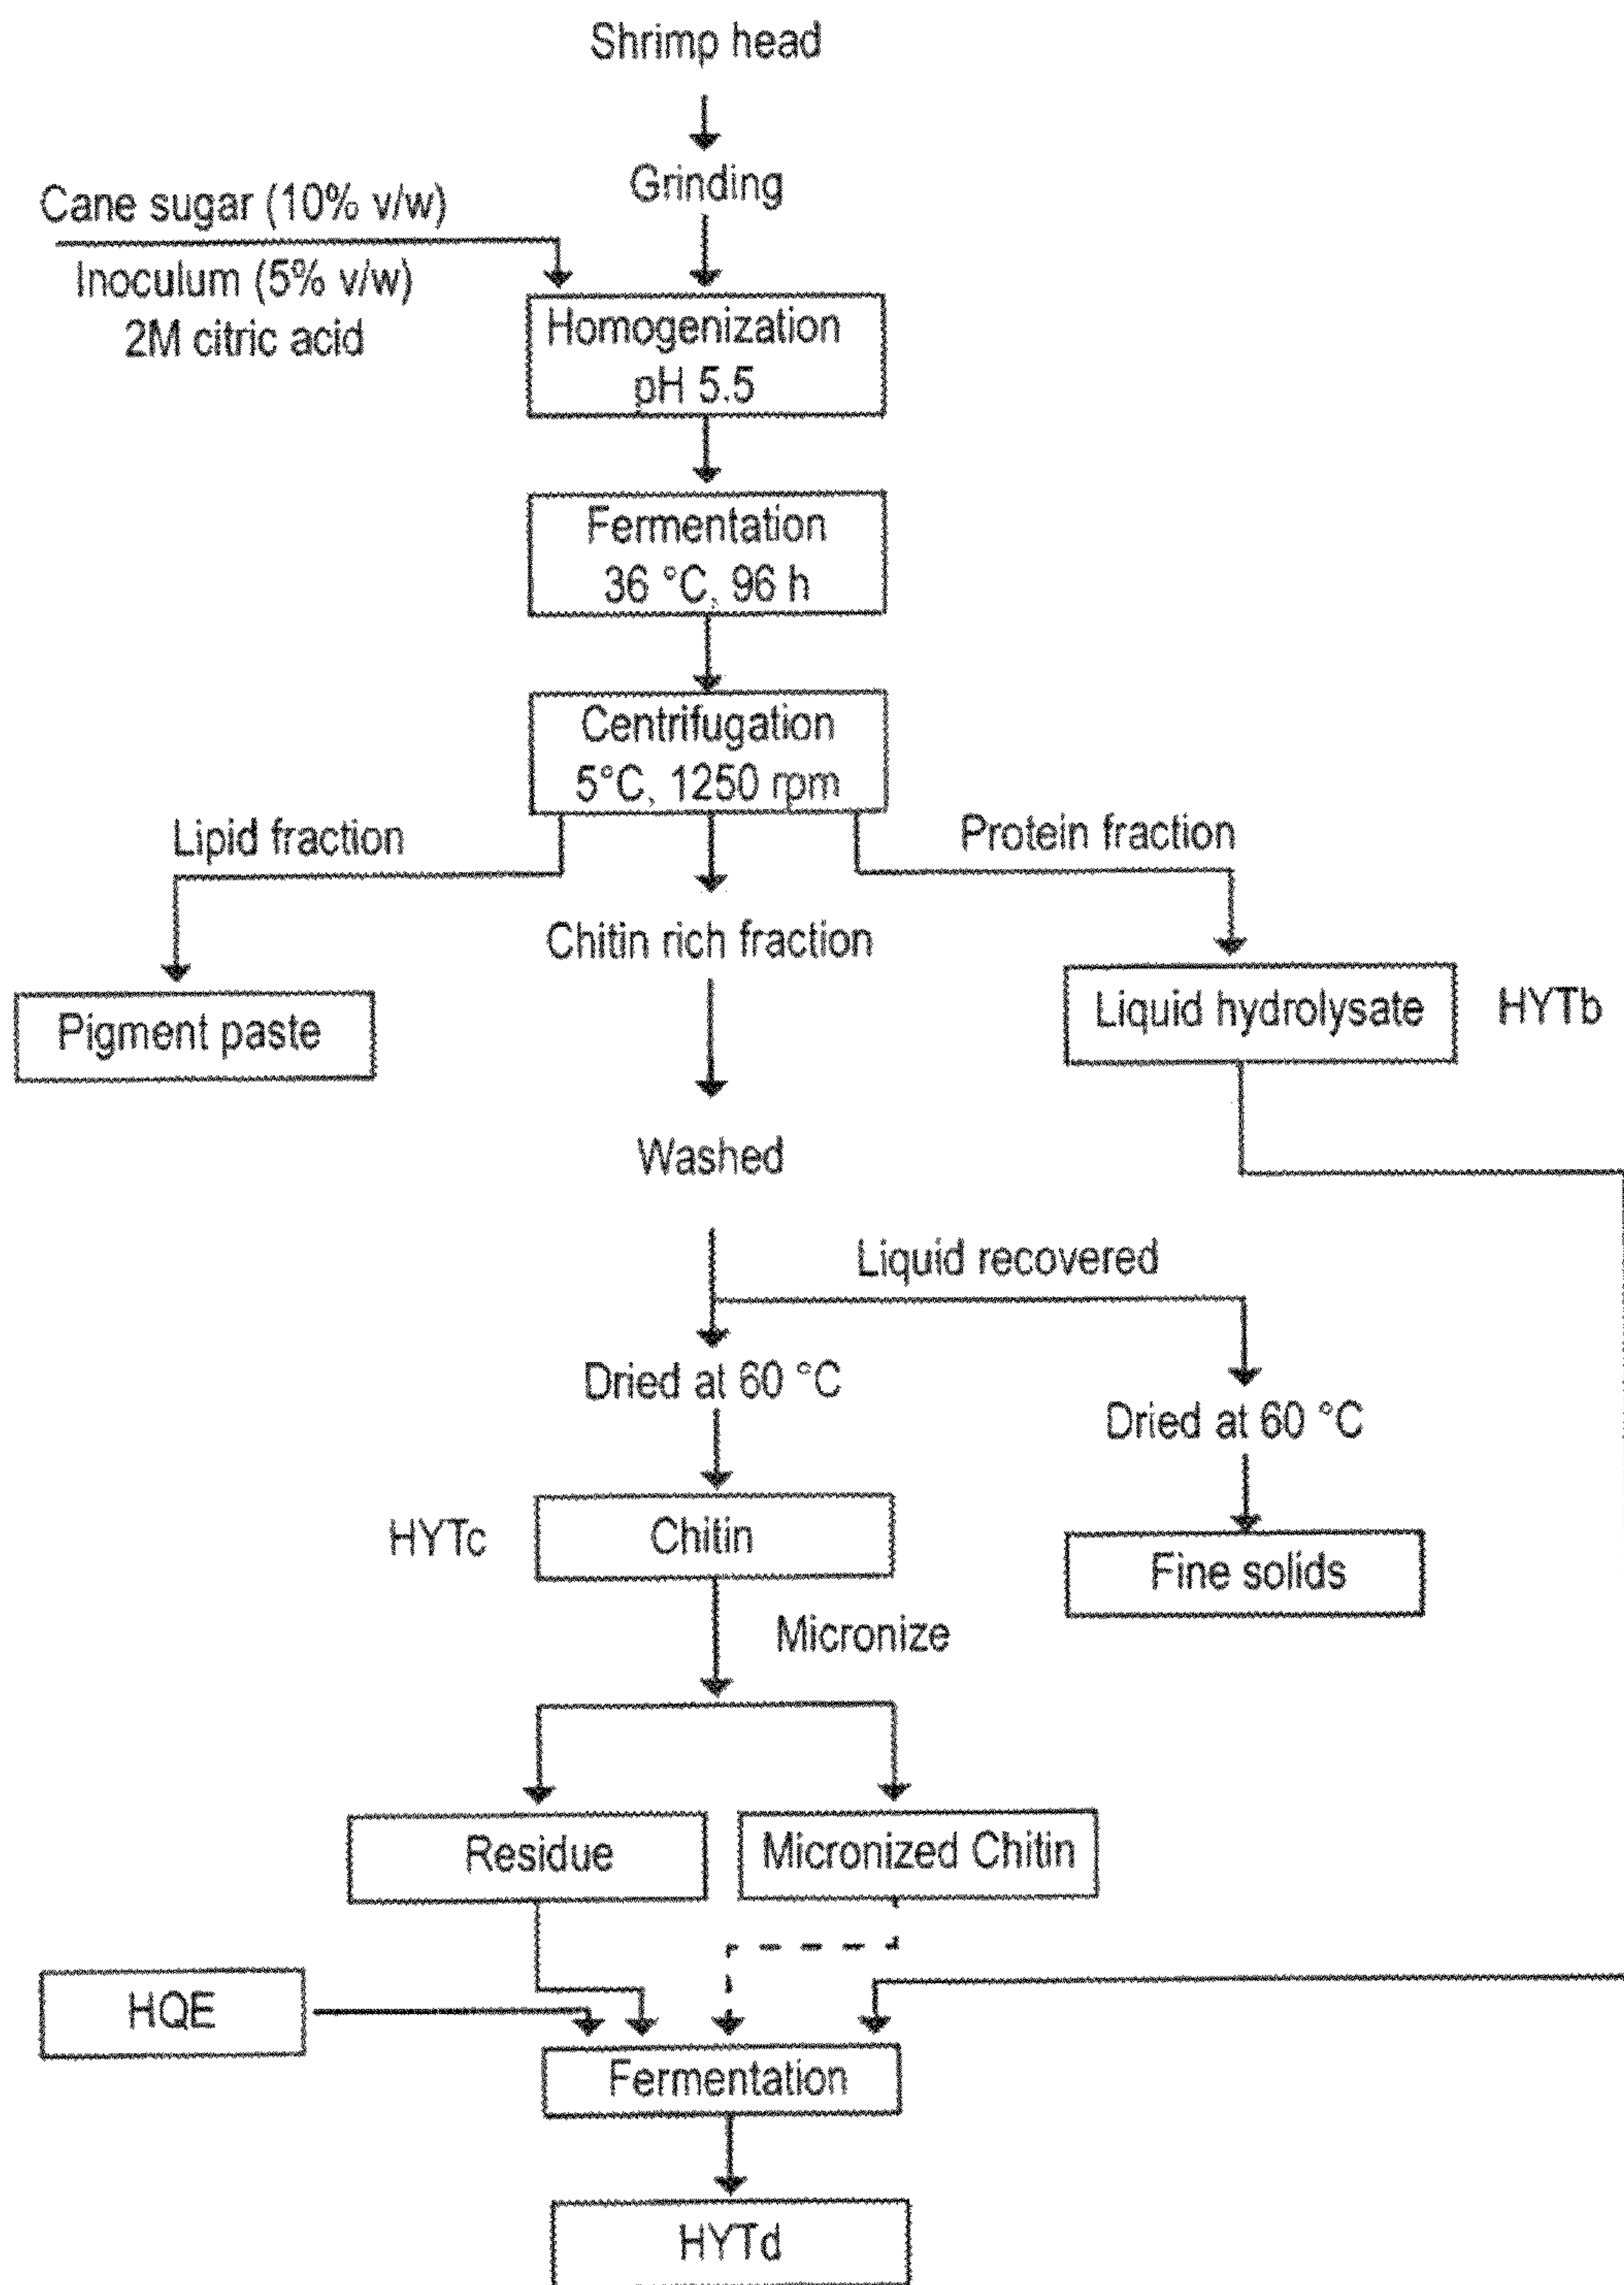 Shrimp head
Grinding
Cane sugar (10% v/w)
Inoculum (5% v/w)
2M citric acid
Homogenization
pH 5.5
Fermentation
36 °C, 96 h
Centrifugation
5°C, 1250 rpm
Lipid fraction
Protein fraction
Chitin rich fraction
Pigment paste
Liquid hydrolysate
HYTb
Washed
Liquid recovered
Dried at 60 °C
Dried at 60 °C
HYTc
Chitin
Fine solids
Micronize
Residue
Micronized Chitin
HQE
Fermentation
HYTd